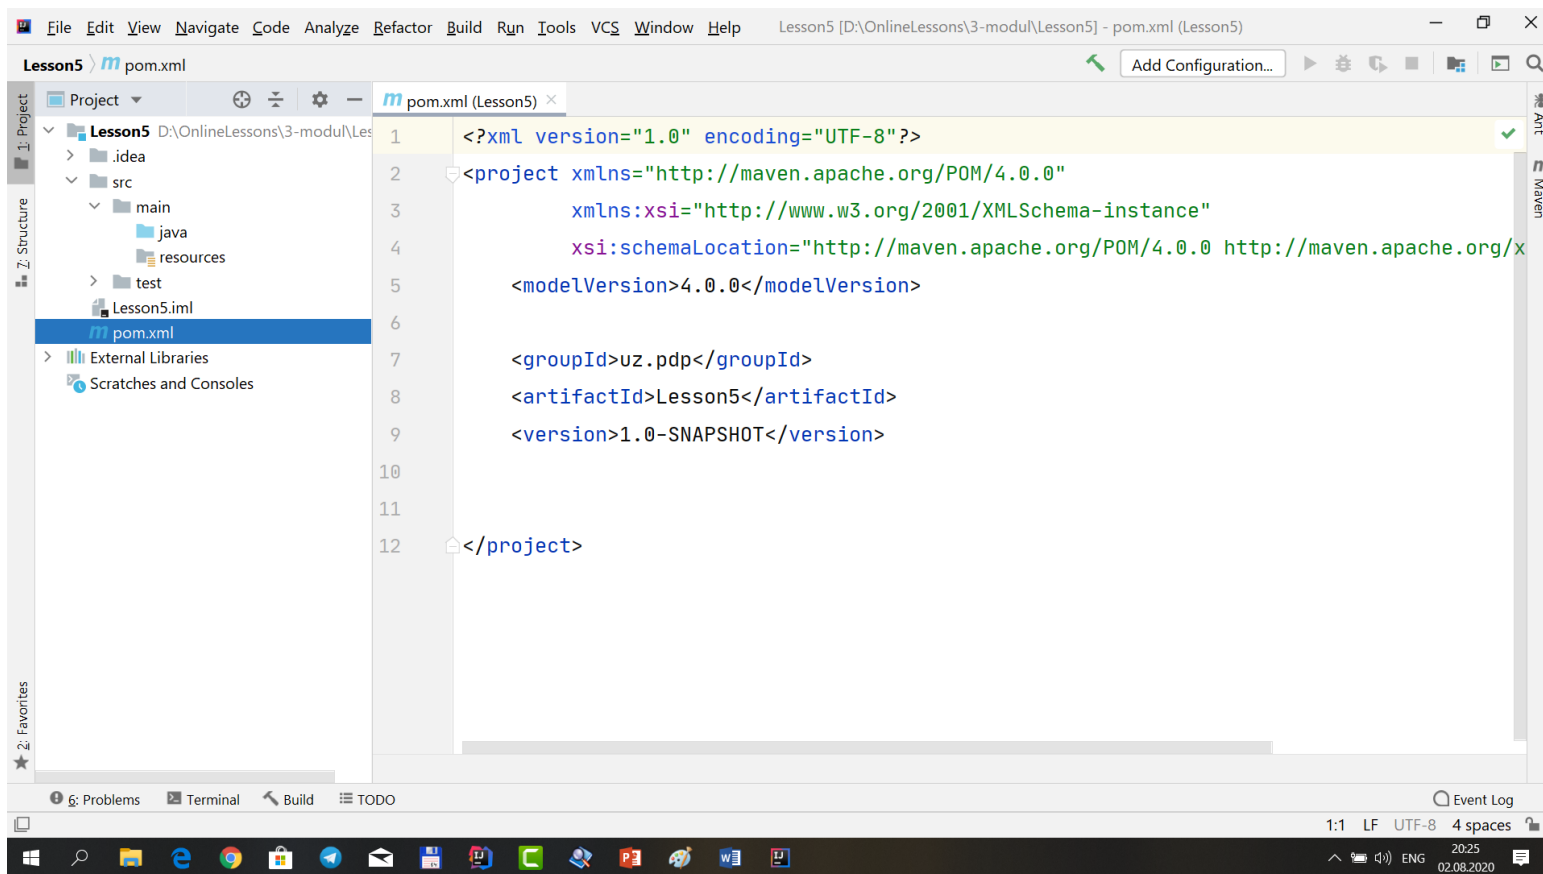 File Edit View Navigate Code Analyze Refactor Build Run Tools VCS Window Help Lesson5 [D:\OnlineLessons\3-modul\Lesson5] - pom.xml (Lesson5)
Lesson5 pom.xml Add Configuration...
Project
pom.xml (Lesson5)
1: Project
7: Structure
2: Favorites
Lesson5 D:\OnlineLessons\3-modul\Les
.idea
src
main
java
resources
test
Lesson5.iml
pom.xml
External Libraries
Scratches and Consoles
1 <?xml version="1.0" encoding="UTF-8"?>
2 <project xmlns="http://maven.apache.org/POM/4.0.0"
3 xmlns:xsi="http://www.w3.org/2001/XMLSchema-instance"
4 xsi:schemaLocation="http://maven.apache.org/POM/4.0.0 http://maven.apache.org/x
5 <modelVersion>4.0.0</modelVersion>
6
7 <groupId>uz.pdp</groupId>
8 <artifactId>Lesson5</artifactId>
9 <version>1.0-SNAPSHOT</version>
10
11
12 </project>
Ant
Maven
6: Problems Terminal Build TODO Event Log
1:1 LF UTF-8 4 spaces
ENG
20:25
02.08.2020